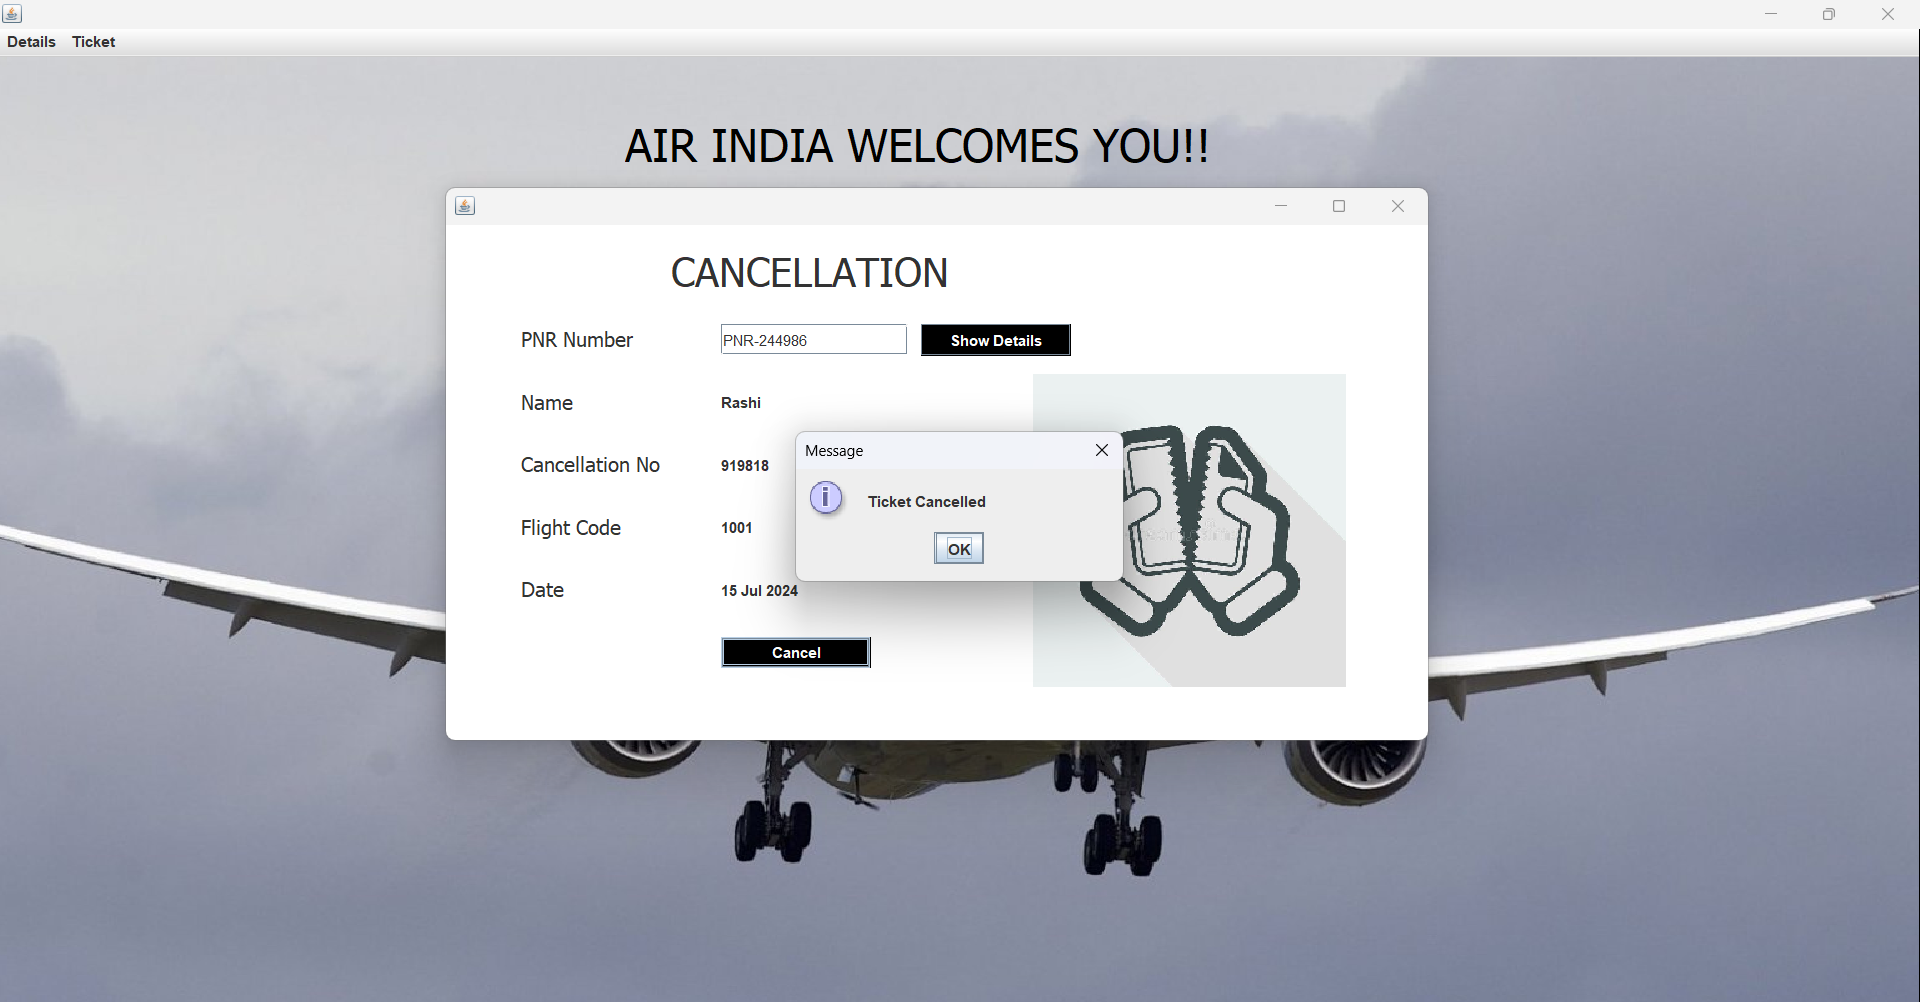 Details Ticket
AIR INDIA WELCOMES YOU!!
CANCELLATION
PNR Number PNR-244986 Show Details
Name Rashi
Cancellation No 919818
Flight Code 1001
Date 15 Jul 2024
Cancel
Message
Ticket Cancelled
OK